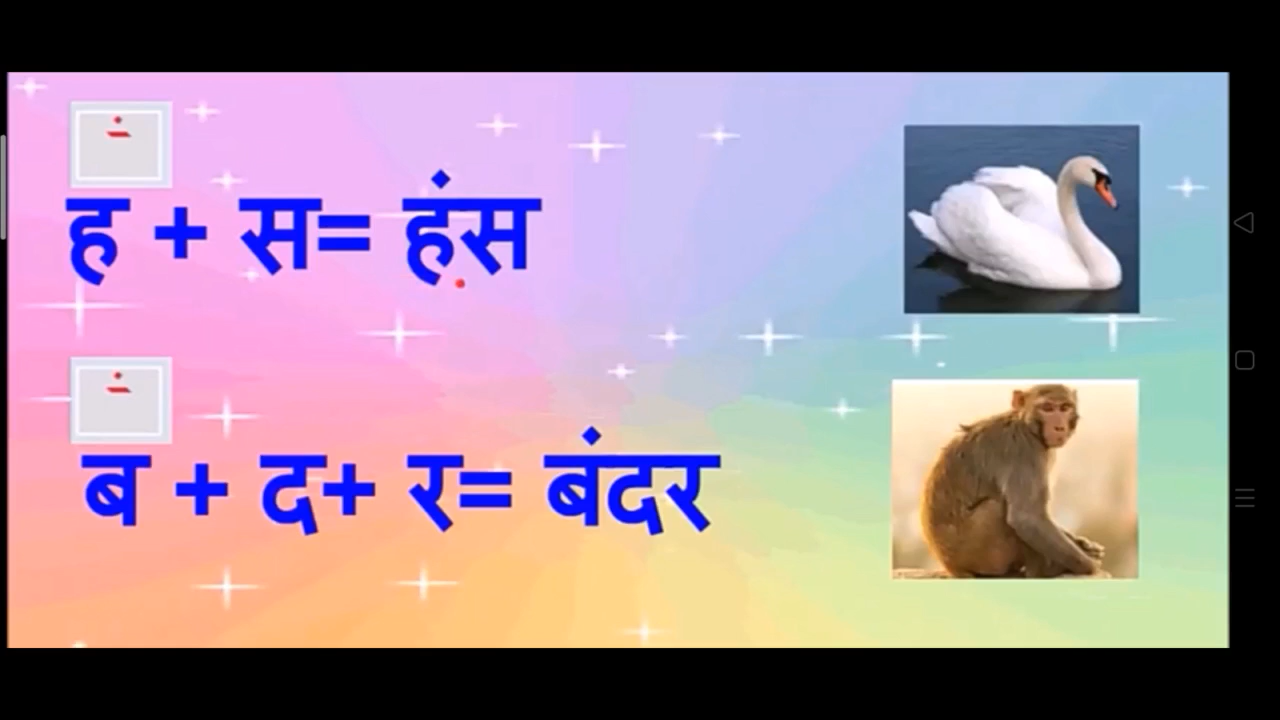 ं
ह + स= हंस
ं
ब + द+ र= बंदर